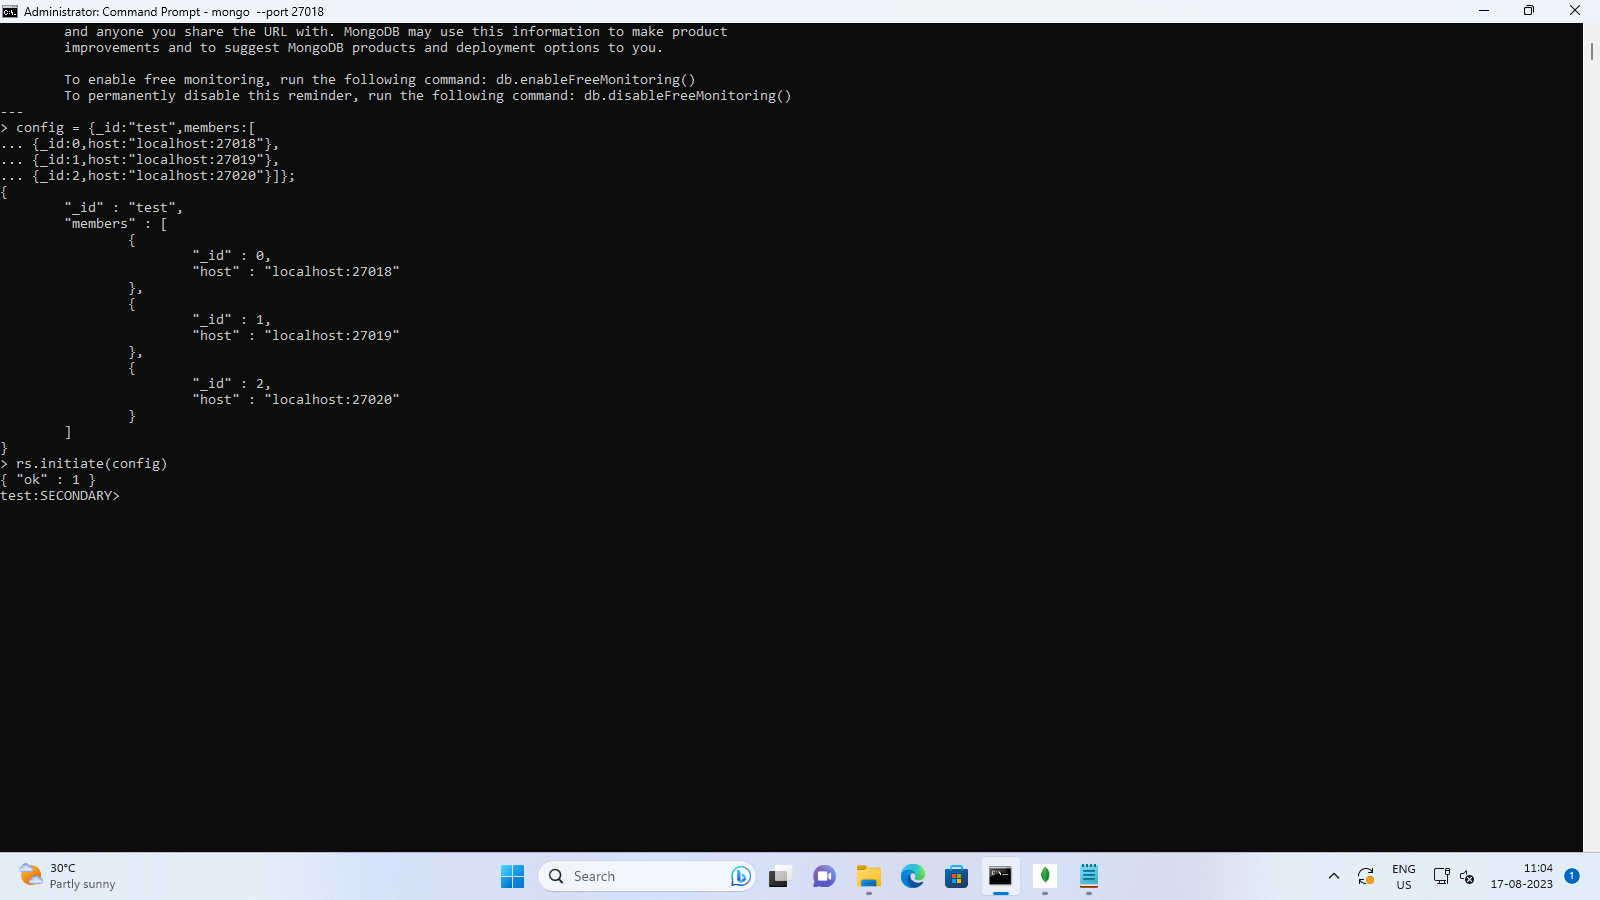 Administrator: Command Prompt - mongo  --port 27018
and anyone you share the URL with. MongoDB may use this information to make product
improvements and to suggest MongoDB products and deployment options to you.
To enable free monitoring, run the following command: db.enableFreeMonitoring()
To permanently disable this reminder, run the following command: db.disableFreeMonitoring()
---
> config = {_id:"test",members:[
... {_id:0,host:"localhost:27018"},
... {_id:1,host:"localhost:27019"},
... {_id:2,host:"localhost:27020"}]};
{
"_id" : "test",
"members" : [
{
"_id" : 0,
"host" : "localhost:27018"
},
{
"_id" : 1,
"host" : "localhost:27019"
},
{
"_id" : 2,
"host" : "localhost:27020"
}
]
}
> rs.initiate(config)
{ "ok" : 1 }
test:SECONDARY>
30°C
Partly sunny
Search
ENG
US
11:04
17-08-2023
1